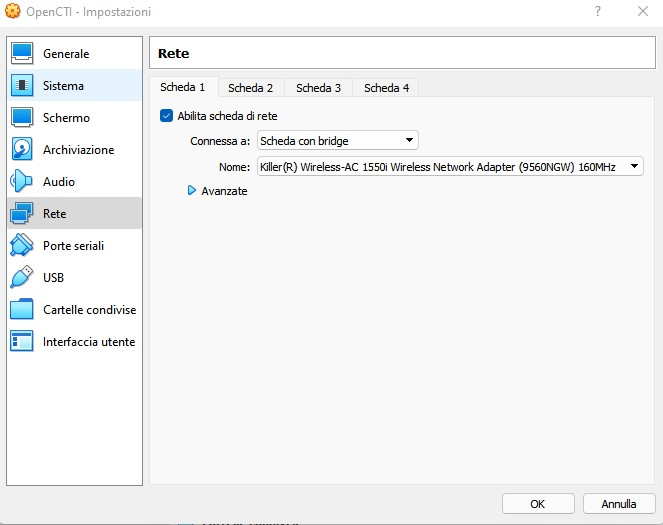 OpenCTI - Impostazioni
?
Generale
Sistema
Schermo
Archiviazione
Audio
Rete
Porte seriali
USB
Cartelle condivise
Interfaccia utente
Rete
Scheda 1 Scheda 2 Scheda 3 Scheda 4
Abilita scheda di rete
Connessa a: Scheda con bridge
Nome: Killer(R) Wireless-AC 1550i Wireless Network Adapter (9560NGW) 160MHz
Avanzate
OK Annulla